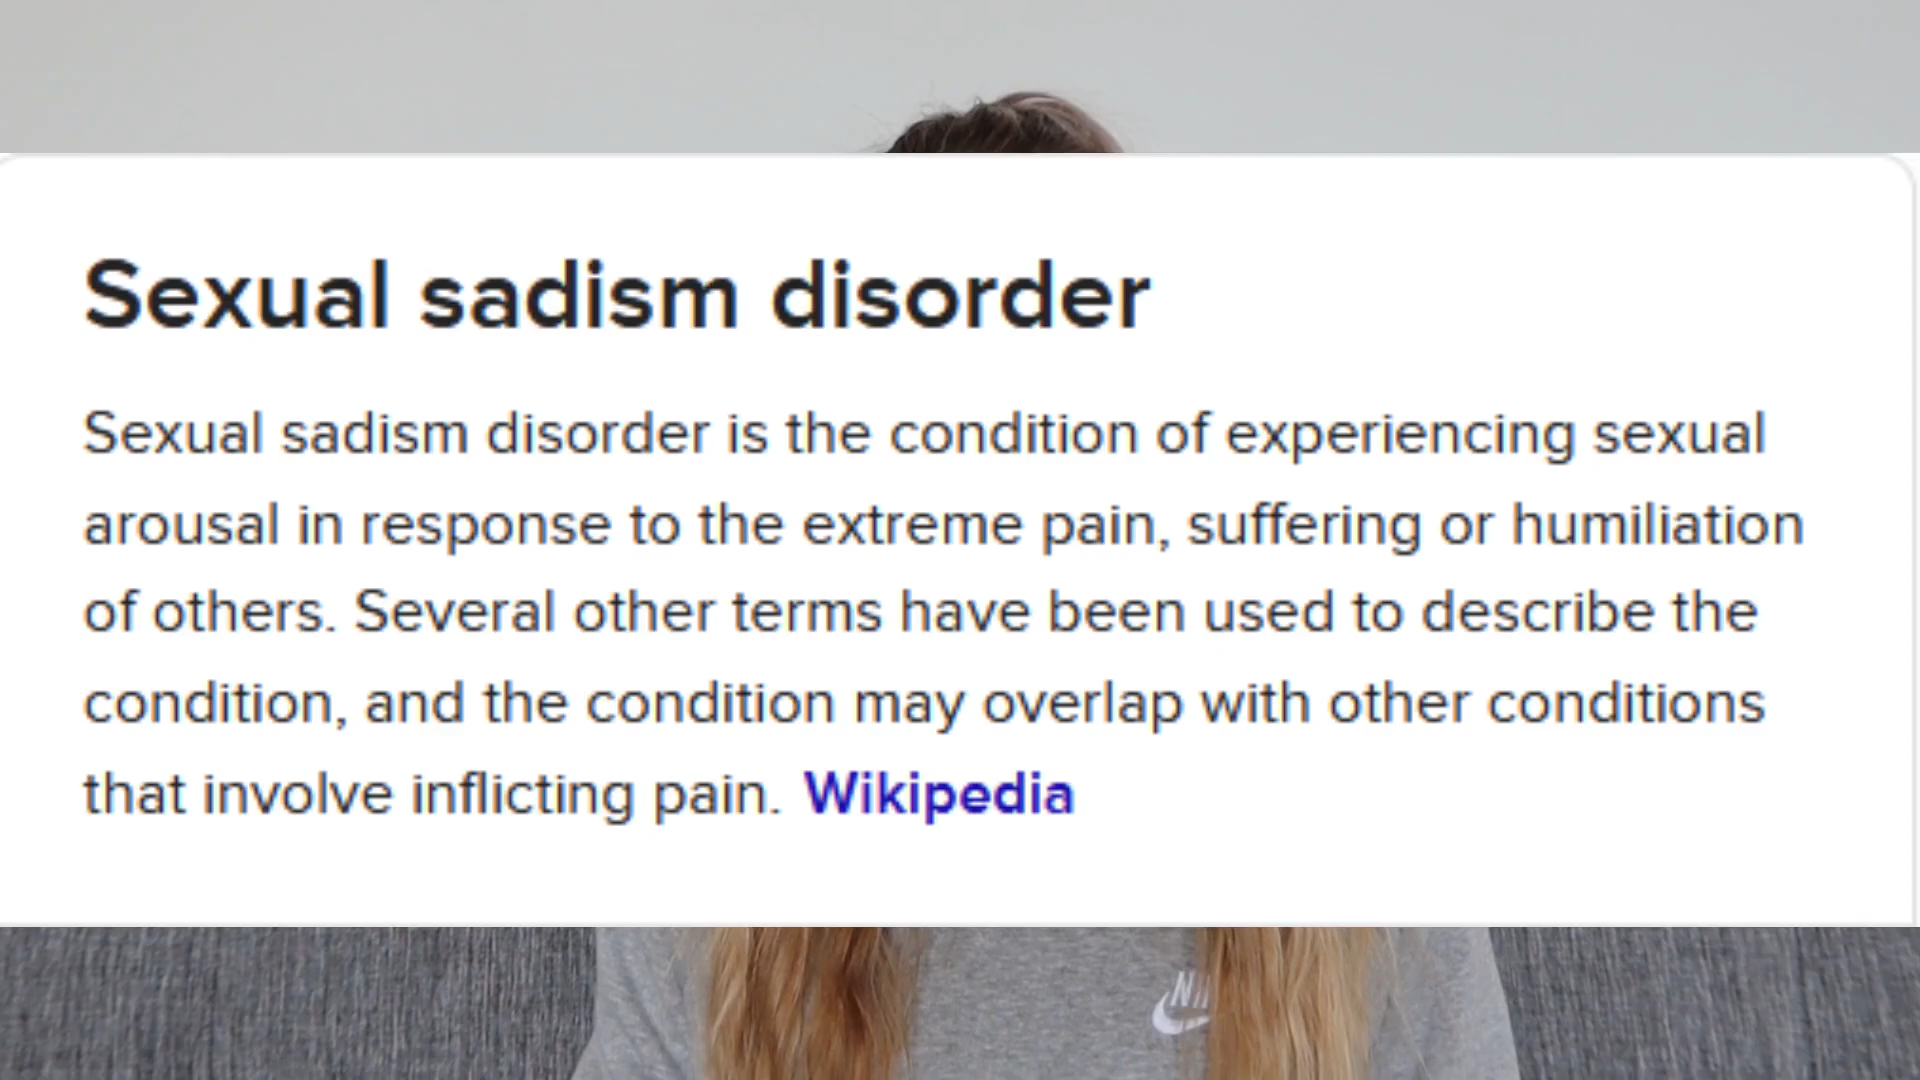 Sexual sadism disorder
Sexual sadism disorder is the condition of experiencing sexual
arousal in response to the extreme pain, suffering or humiliation
of others. Several other terms have been used to describe the
condition, and the condition may overlap with other conditions
that involve inflicting pain. Wikipedia